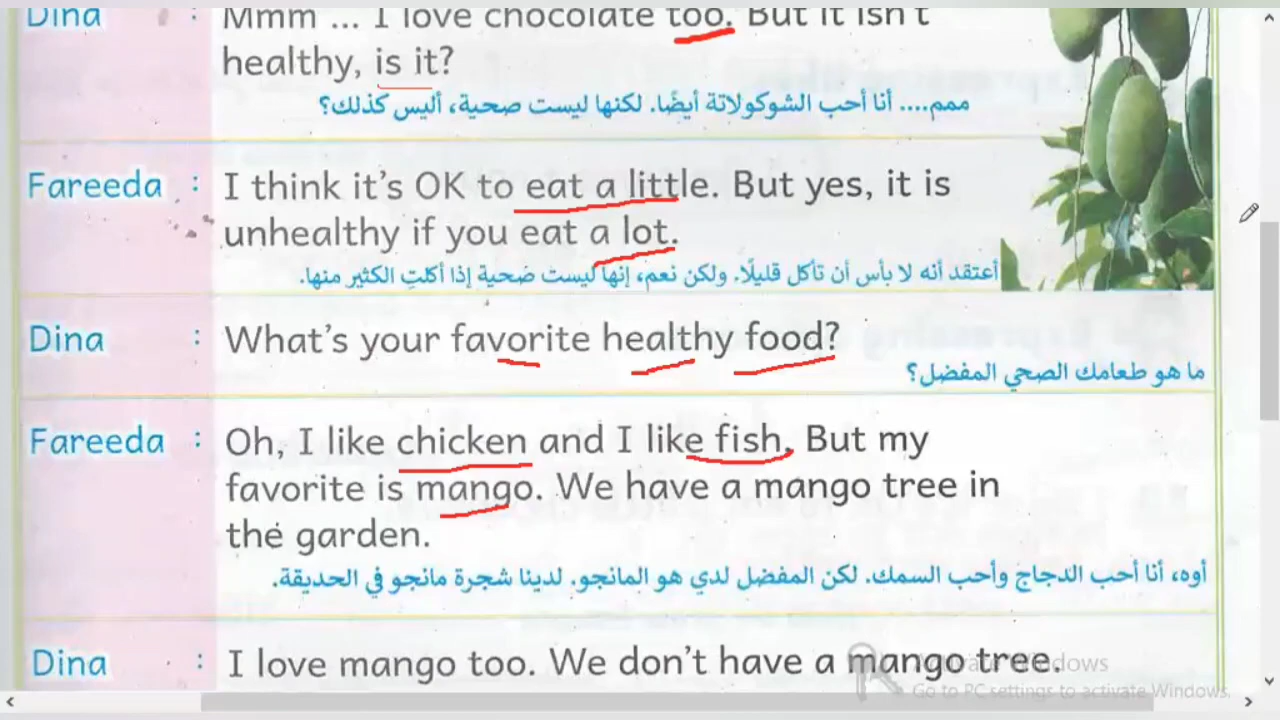 Dina : Mmm ... I love chocolate too. But it isn't
healthy, is it?
ممم.... أنا أحب الشوكولاتة أيضًا. لكنها ليست صحية، أليس كذلك؟
Fareeda : I think it's OK to eat a little. But yes, it is
unhealthy if you eat a lot.
أعتقد أنه لا بأس أن تأكل قليلًا. ولكن نعم، إنها ليست صحية إذا أكلتِ الكثير منها.
Dina : What's your favorite healthy food?
ما هو طعامك الصحي المفضل؟
Fareeda : Oh, I like chicken and I like fish. But my
favorite is mango. We have a mango tree in
the garden.
أوه، أنا أحب الدجاج وأحب السمك. لكن المفضل لدي هو المانجو. لدينا شجرة مانجو في الحديقة.
Dina : I love mango too. We don't have a mango tree.
Activate Windows
Go to PC settings to activate Windows.